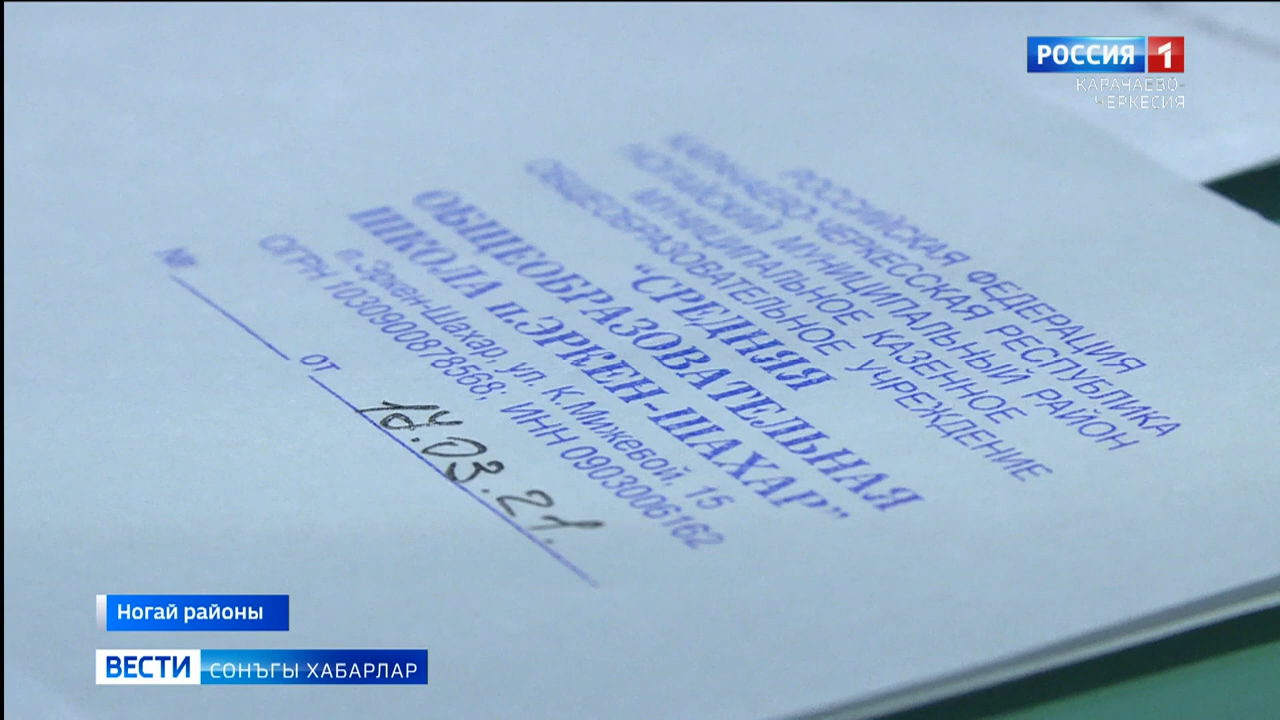 РОССИЯ 1
КАРАЧАЕВО-
ЧЕРКЕСИЯ
РОССИЙСКАЯ ФЕДЕРАЦИЯ
КАРАЧАЕВО-ЧЕРКЕССКАЯ РЕСПУБЛИКА
НОГАЙСКИЙ МУНИЦИПАЛЬНЫЙ РАЙОН
МУНИЦИПАЛЬНОЕ КАЗЕННОЕ
ОБЩЕОБРАЗОВАТЕЛЬНОЕ УЧРЕЖДЕНИЕ
"СРЕДНЯЯ
ОБЩЕОБРАЗОВАТЕЛЬНАЯ
ШКОЛА п.ЭРКЕН-ШАХАР"
п.Эркен-Шахар, ул. К.Мижевой, 15
ОГРН 1030900878568; ИНН 0903006162
№ от 18.03.21.
Ногай районы
ВЕСТИ СОНЪГЫ ХАБАРЛАР